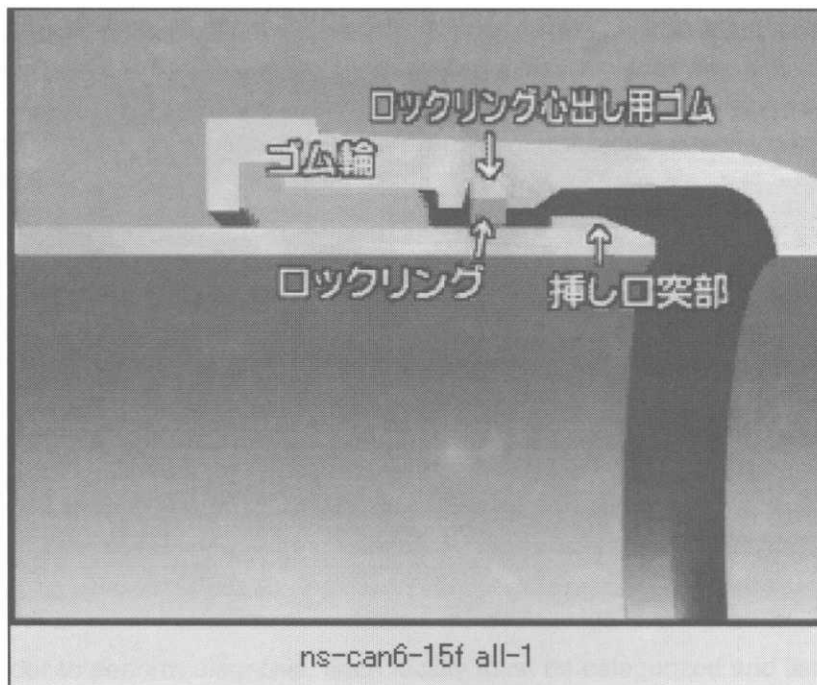 ロックリング心出し用ゴム
ゴム輪
ロックリング
挿し口突部
ns-can6-15f all-1